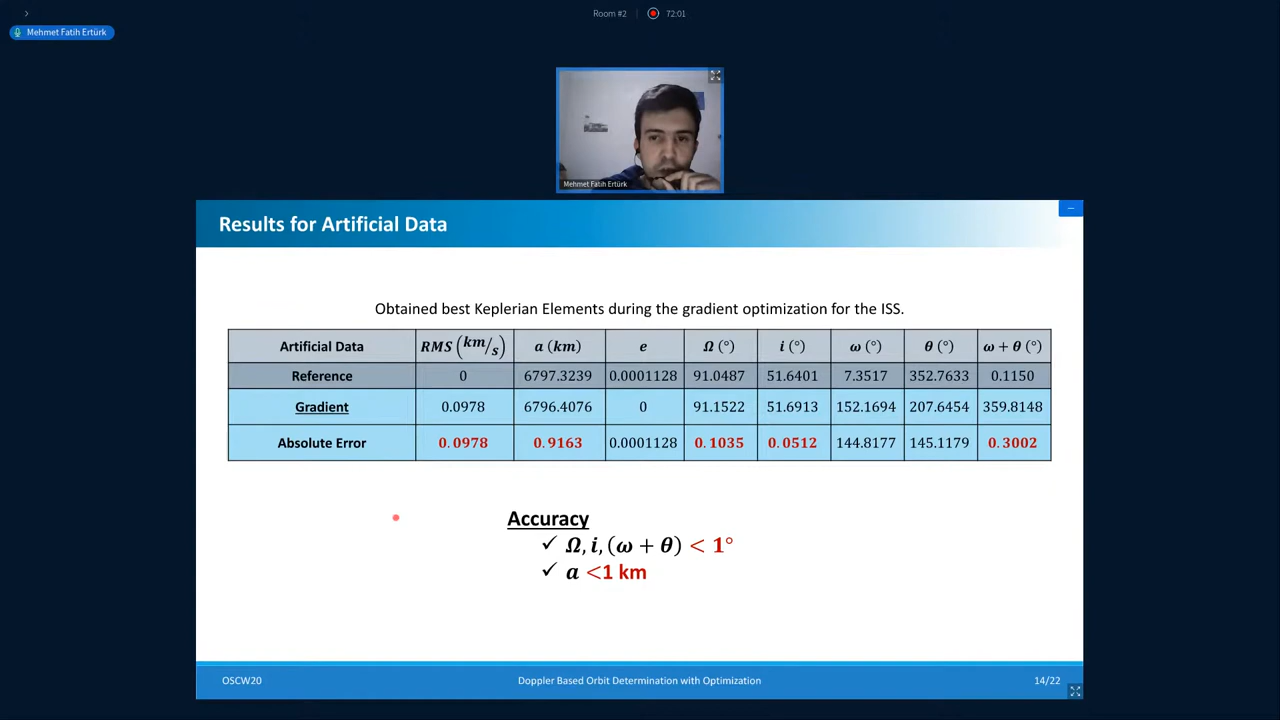 Room #2 72:01
Mehmet Fatih Ertürk
Mehmet Fatih Ertürk
Results for Artificial Data
Obtained best Keplerian Elements during the gradient optimization for the ISS.
Artificial Data RMS (km/s) a (km) e Ω (°) i (°) ω (°) θ (°) ω + θ (°)
Reference 0 6797.3239 0.0001128 91.0487 51.6401 7.3517 352.7633 0.1150
Gradient 0.0978 6796.4076 0 91.1522 51.6913 152.1694 207.6454 359.8148
Absolute Error 0.0978 0.9163 0.0001128 0.1035 0.0512 144.8177 145.1179 0.3002
Accuracy
✓ Ω, i, (ω + θ) < 1°
✓ a <1 km
OSCW20 Doppler Based Orbit Determination with Optimization 14/22